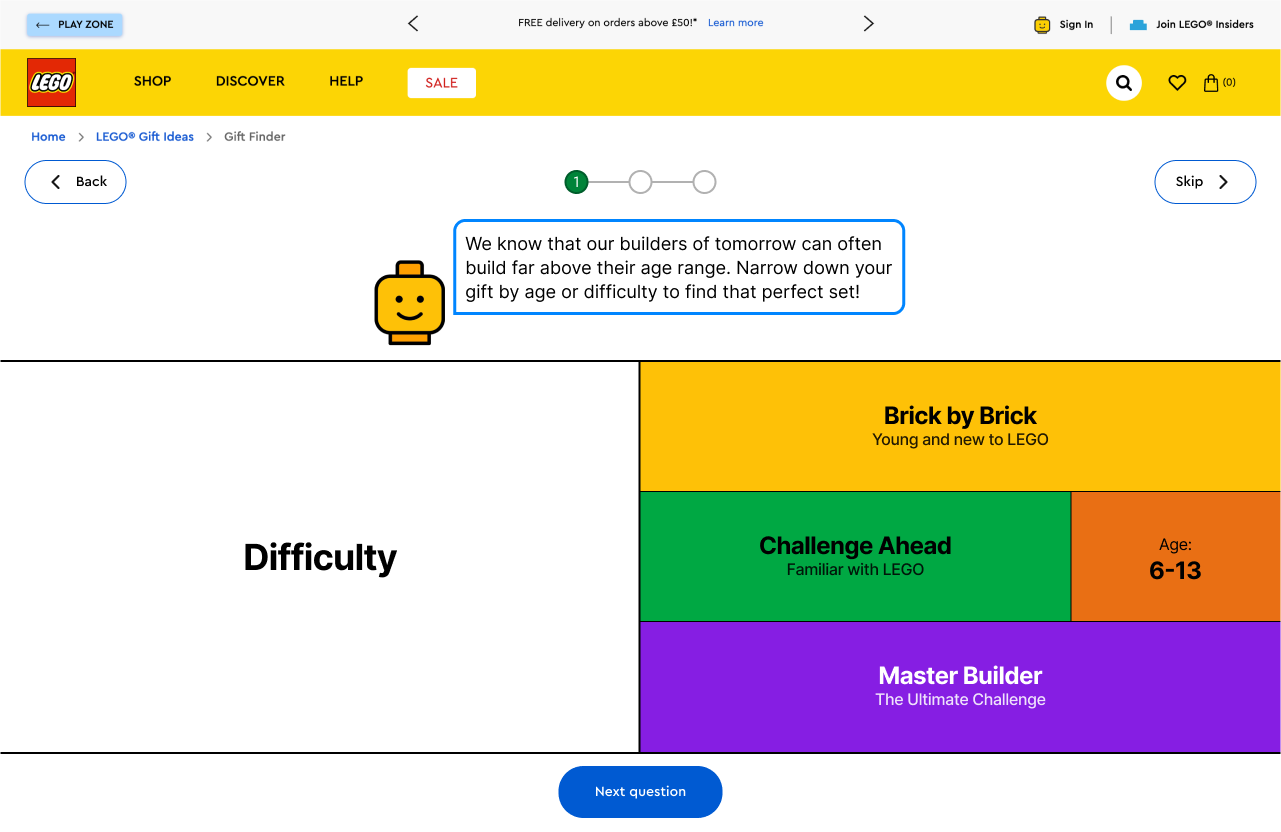 PLAY ZONE
FREE delivery on orders above £50!* Learn more
Sign In
Join LEGO® Insiders
LEGO
SHOP
DISCOVER
HELP
SALE
(0)
Home
LEGO® Gift Ideas
Gift Finder
Back
1
Skip
We know that our builders of tomorrow can often
build far above their age range. Narrow down your
gift by age or difficulty to find that perfect set!
Difficulty
Brick by Brick
Young and new to LEGO
Challenge Ahead
Familiar with LEGO
Age:
6-13
Master Builder
The Ultimate Challenge
Next question